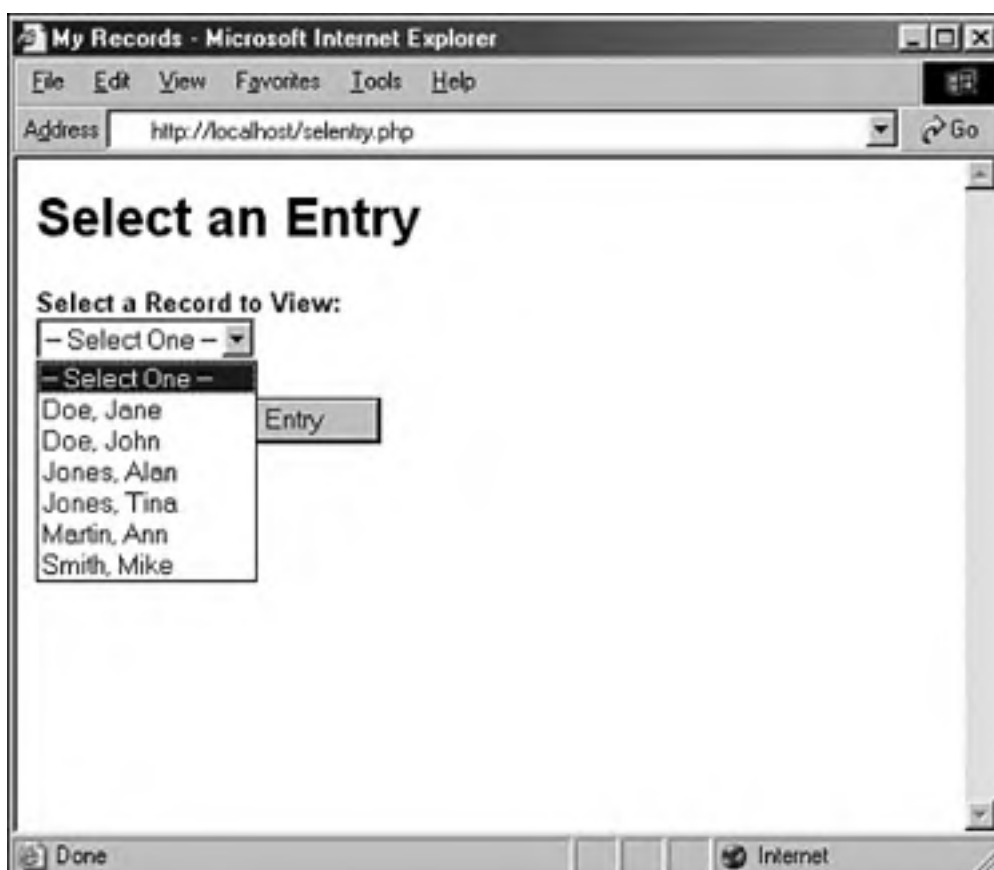 My Records - Microsoft Internet Explorer
File Edit View Favorites Tools Help
Address http://localhost/selentry.php Go
Select an Entry
Select a Record to View:
-- Select One --
-- Select One --
Doe, Jane
Entry
Doe, John
Jones, Alan
Jones, Tina
Martin, Ann
Smith, Mike
Done Internet